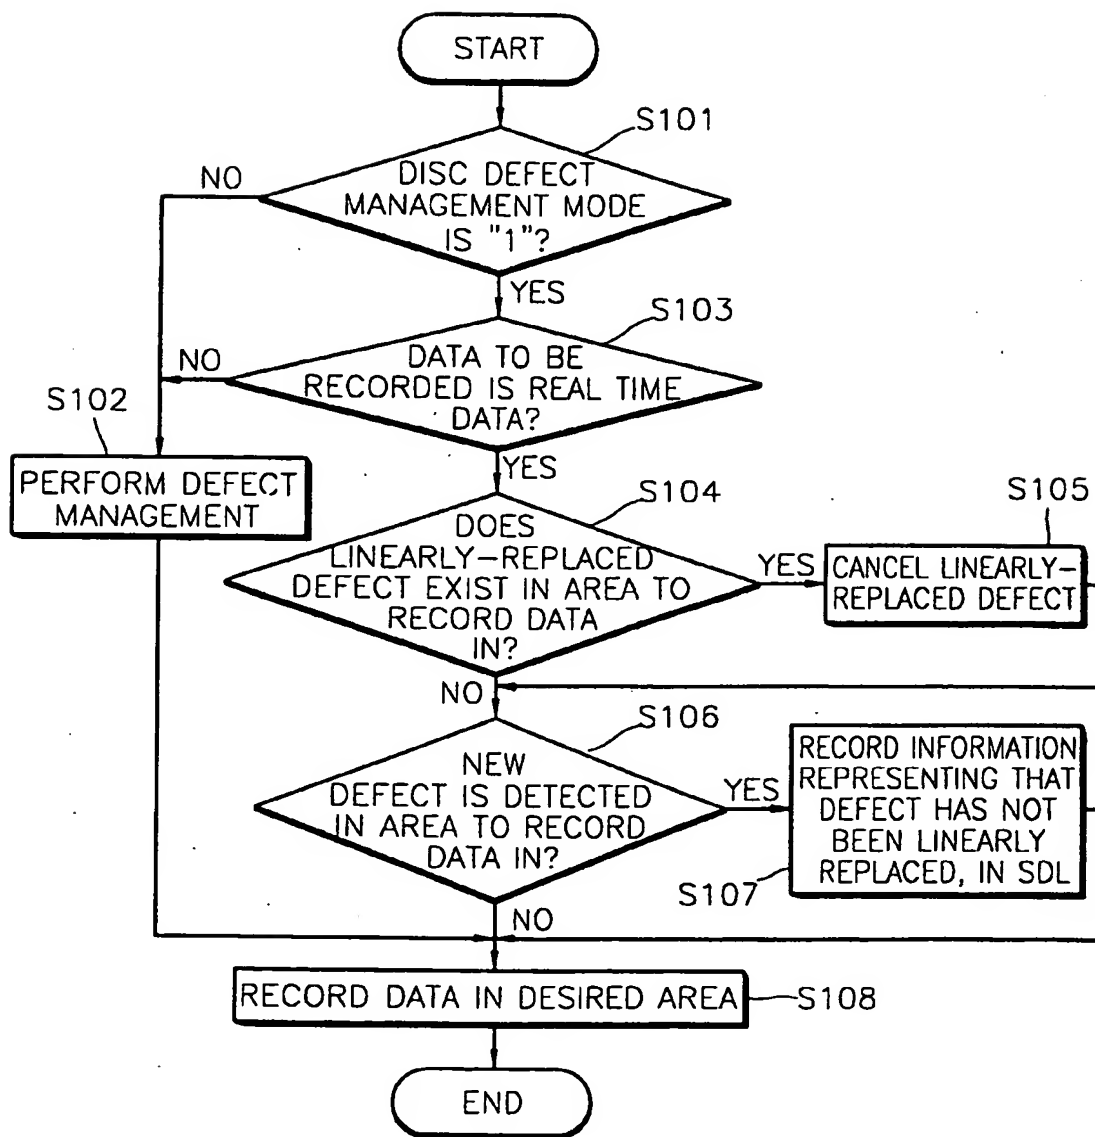 START
S101
NO
DISC DEFECT
MANAGEMENT MODE
IS "1"?
YES
S103
NO
DATA TO BE
RECORDED IS REAL TIME
DATA?
S102
YES
PERFORM DEFECT
MANAGEMENT
S104
S105
DOES
LINEARLY-REPLACED
DEFECT EXIST IN AREA TO
RECORD DATA
IN?
YES
CANCEL LINEARLY-
REPLACED DEFECT
NO
S106
NEW
DEFECT IS DETECTED
IN AREA TO RECORD
DATA IN?
YES
RECORD INFORMATION
REPRESENTING THAT
DEFECT HAS NOT
BEEN LINEARLY
REPLACED, IN SDL
S107
NO
RECORD DATA IN DESIRED AREA
S108
END